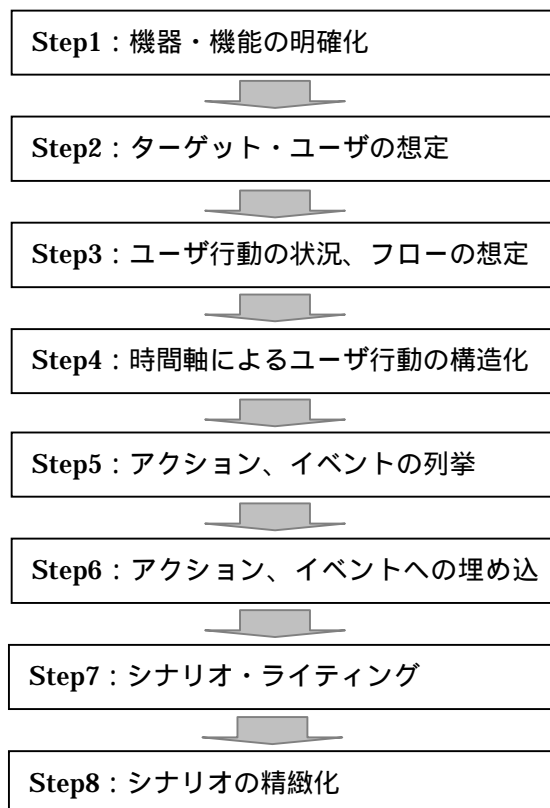 Step1：機器・機能の明確化
Step2：ターゲット・ユーザの想定
Step3：ユーザ行動の状況、フローの想定
Step4：時間軸によるユーザ行動の構造化
Step5：アクション、イベントの列挙
Step6：アクション、イベントへの埋め込
Step7：シナリオ・ライティング
Step8：シナリオの精緻化